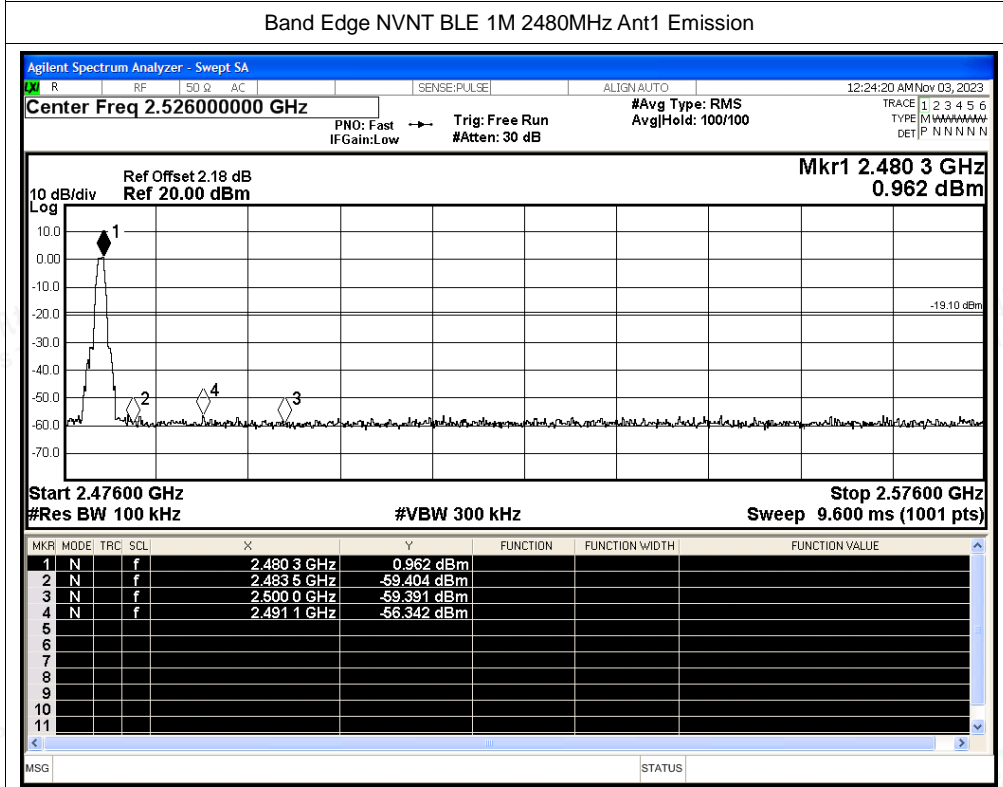 Band Edge NVNT BLE 1M 2480MHz Ant1 Emission
Agilent Spectrum Analyzer - Swept SA
LXI R RF 50 Ω AC SENSE:PULSE ALIGN AUTO 12:24:20 AM Nov 03, 2023
Center Freq 2.526000000 GHz
PNO: Fast
IFGain:Low
Trig: Free Run
#Atten: 30 dB
#Avg Type: RMS
Avg|Hold: 100/100
TRACE 1 2 3 4 5 6
TYPE M
DET P N N N N N
Mkr1 2.480 3 GHz
0.962 dBm
Ref Offset 2.18 dB
10 dB/div Ref 20.00 dBm
Log
10.0
0.00
-10.0
-20.0
-30.0
-40.0
-50.0
-60.0
-70.0
1
2
4
3
-19.10 dBm
Start 2.47600 GHz Stop 2.57600 GHz
#Res BW 100 kHz #VBW 300 kHz Sweep 9.600 ms (1001 pts)
MKR MODE TRC SCL X Y FUNCTION FUNCTION WIDTH FUNCTION VALUE
1 N f 2.480 3 GHz 0.962 dBm
2 N f 2.483 5 GHz -59.404 dBm
3 N f 2.500 0 GHz -59.391 dBm
4 N f 2.491 1 GHz -56.342 dBm
5
6
7
8
9
10
11
MSG STATUS